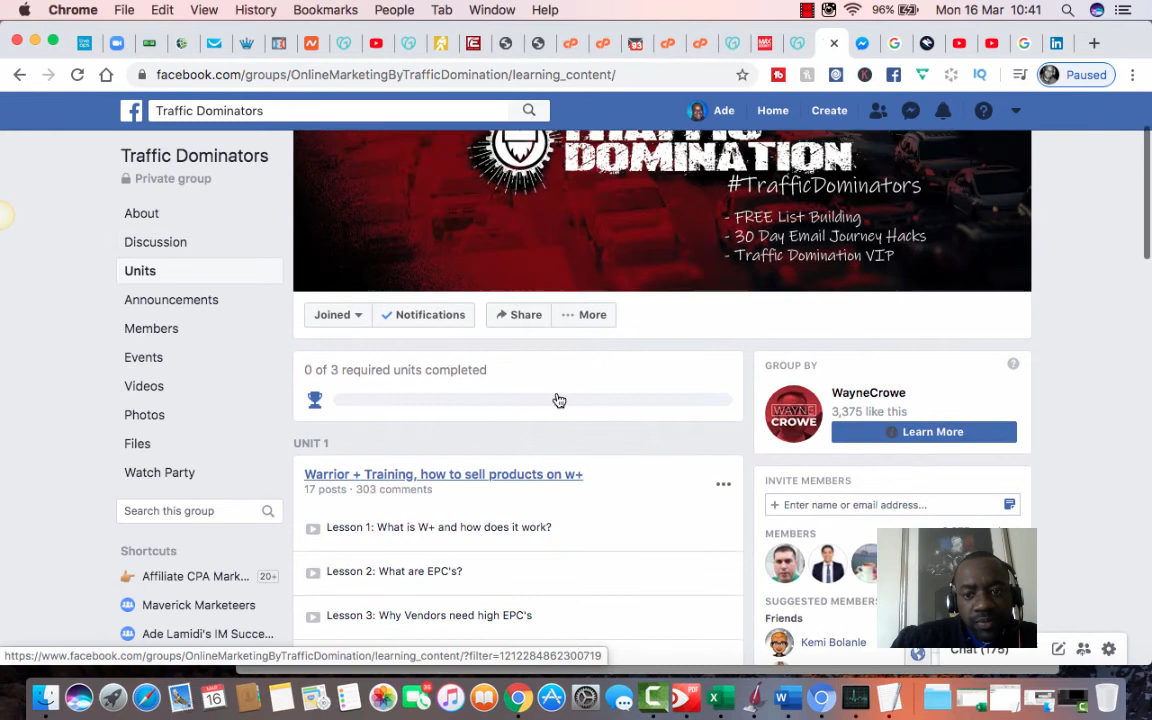 Chrome File Edit View History Bookmarks People Tab Window Help 96% Mon 16 Mar 10:41
facebook.com/groups/OnlineMarketingByTrafficDomination/learning_content/ Paused
Traffic Dominators Ade Home Create
Traffic Dominators
Private group
About
Discussion
Units
Announcements
Members
Events
Videos
Photos
Files
Watch Party
Search this group
Shortcuts
Affiliate CPA Mark... 20+
Maverick Marketeers
Ade Lamidi's IM Succe...
TRAFFIC
DOMINATION
#TrafficDominators
- FREE List Building
- 30 Day Email Journey Hacks
- Traffic Domination VIP
Joined Notifications Share ··· More
0 of 3 required units completed
UNIT 1
Warrior + Training, how to sell products on w+
17 posts · 303 comments
Lesson 1: What is W+ and how does it work?
Lesson 2: What are EPC's?
Lesson 3: Why Vendors need high EPC's
GROUP BY
WAYNE
CROWE
WayneCrowe
3,375 like this
Learn More
INVITE MEMBERS
+ Enter name or email address...
MEMBERS
SUGGESTED MEMBERS
Friends
Kemi Bolanle
Chat (175)
https://www.facebook.com/groups/OnlineMarketingByTrafficDomination/learning_content/?filter=1212284862300719